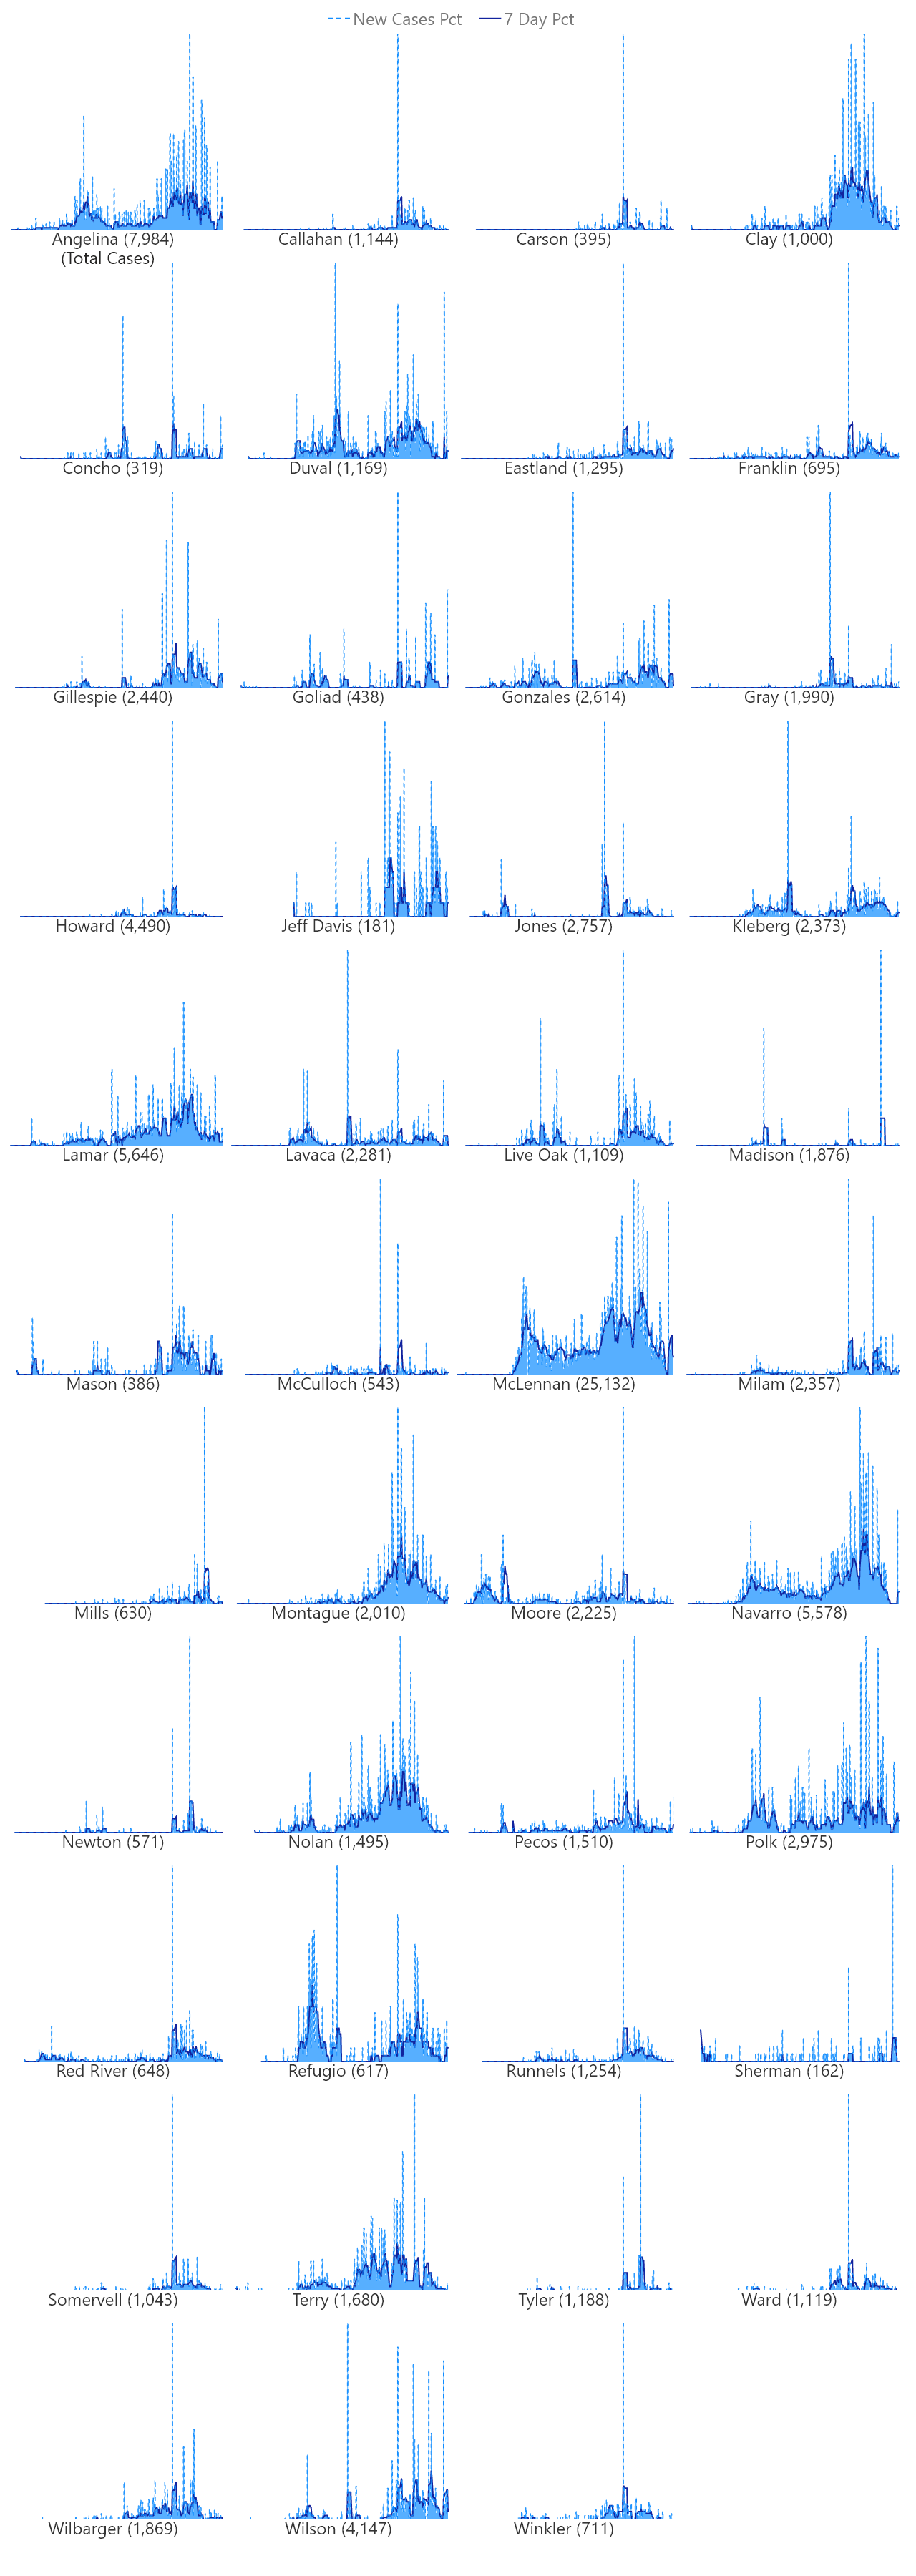 New Cases Pct 7 Day Pct
Angelina (7,984) Callahan (1,144) Carson (395) Clay (1,000)
(Total Cases)
Concho (319) Duval (1,169) Eastland (1,295) Franklin (695)
Gillespie (2,440) Goliad (438) Gonzales (2,614) Gray (1,990)
Howard (4,490) Jeff Davis (181) Jones (2,757) Kleberg (2,373)
Lamar (5,646) Lavaca (2,281) Live Oak (1,109) Madison (1,876)
Mason (386) McCulloch (543) McLennan (25,132) Milam (2,357)
Mills (630) Montague (2,010) Moore (2,225) Navarro (5,578)
Newton (571) Nolan (1,495) Pecos (1,510) Polk (2,975)
Red River (648) Refugio (617) Runnels (1,254) Sherman (162)
Somervell (1,043) Terry (1,680) Tyler (1,188) Ward (1,119)
Wilbarger (1,869) Wilson (4,147) Winkler (711)